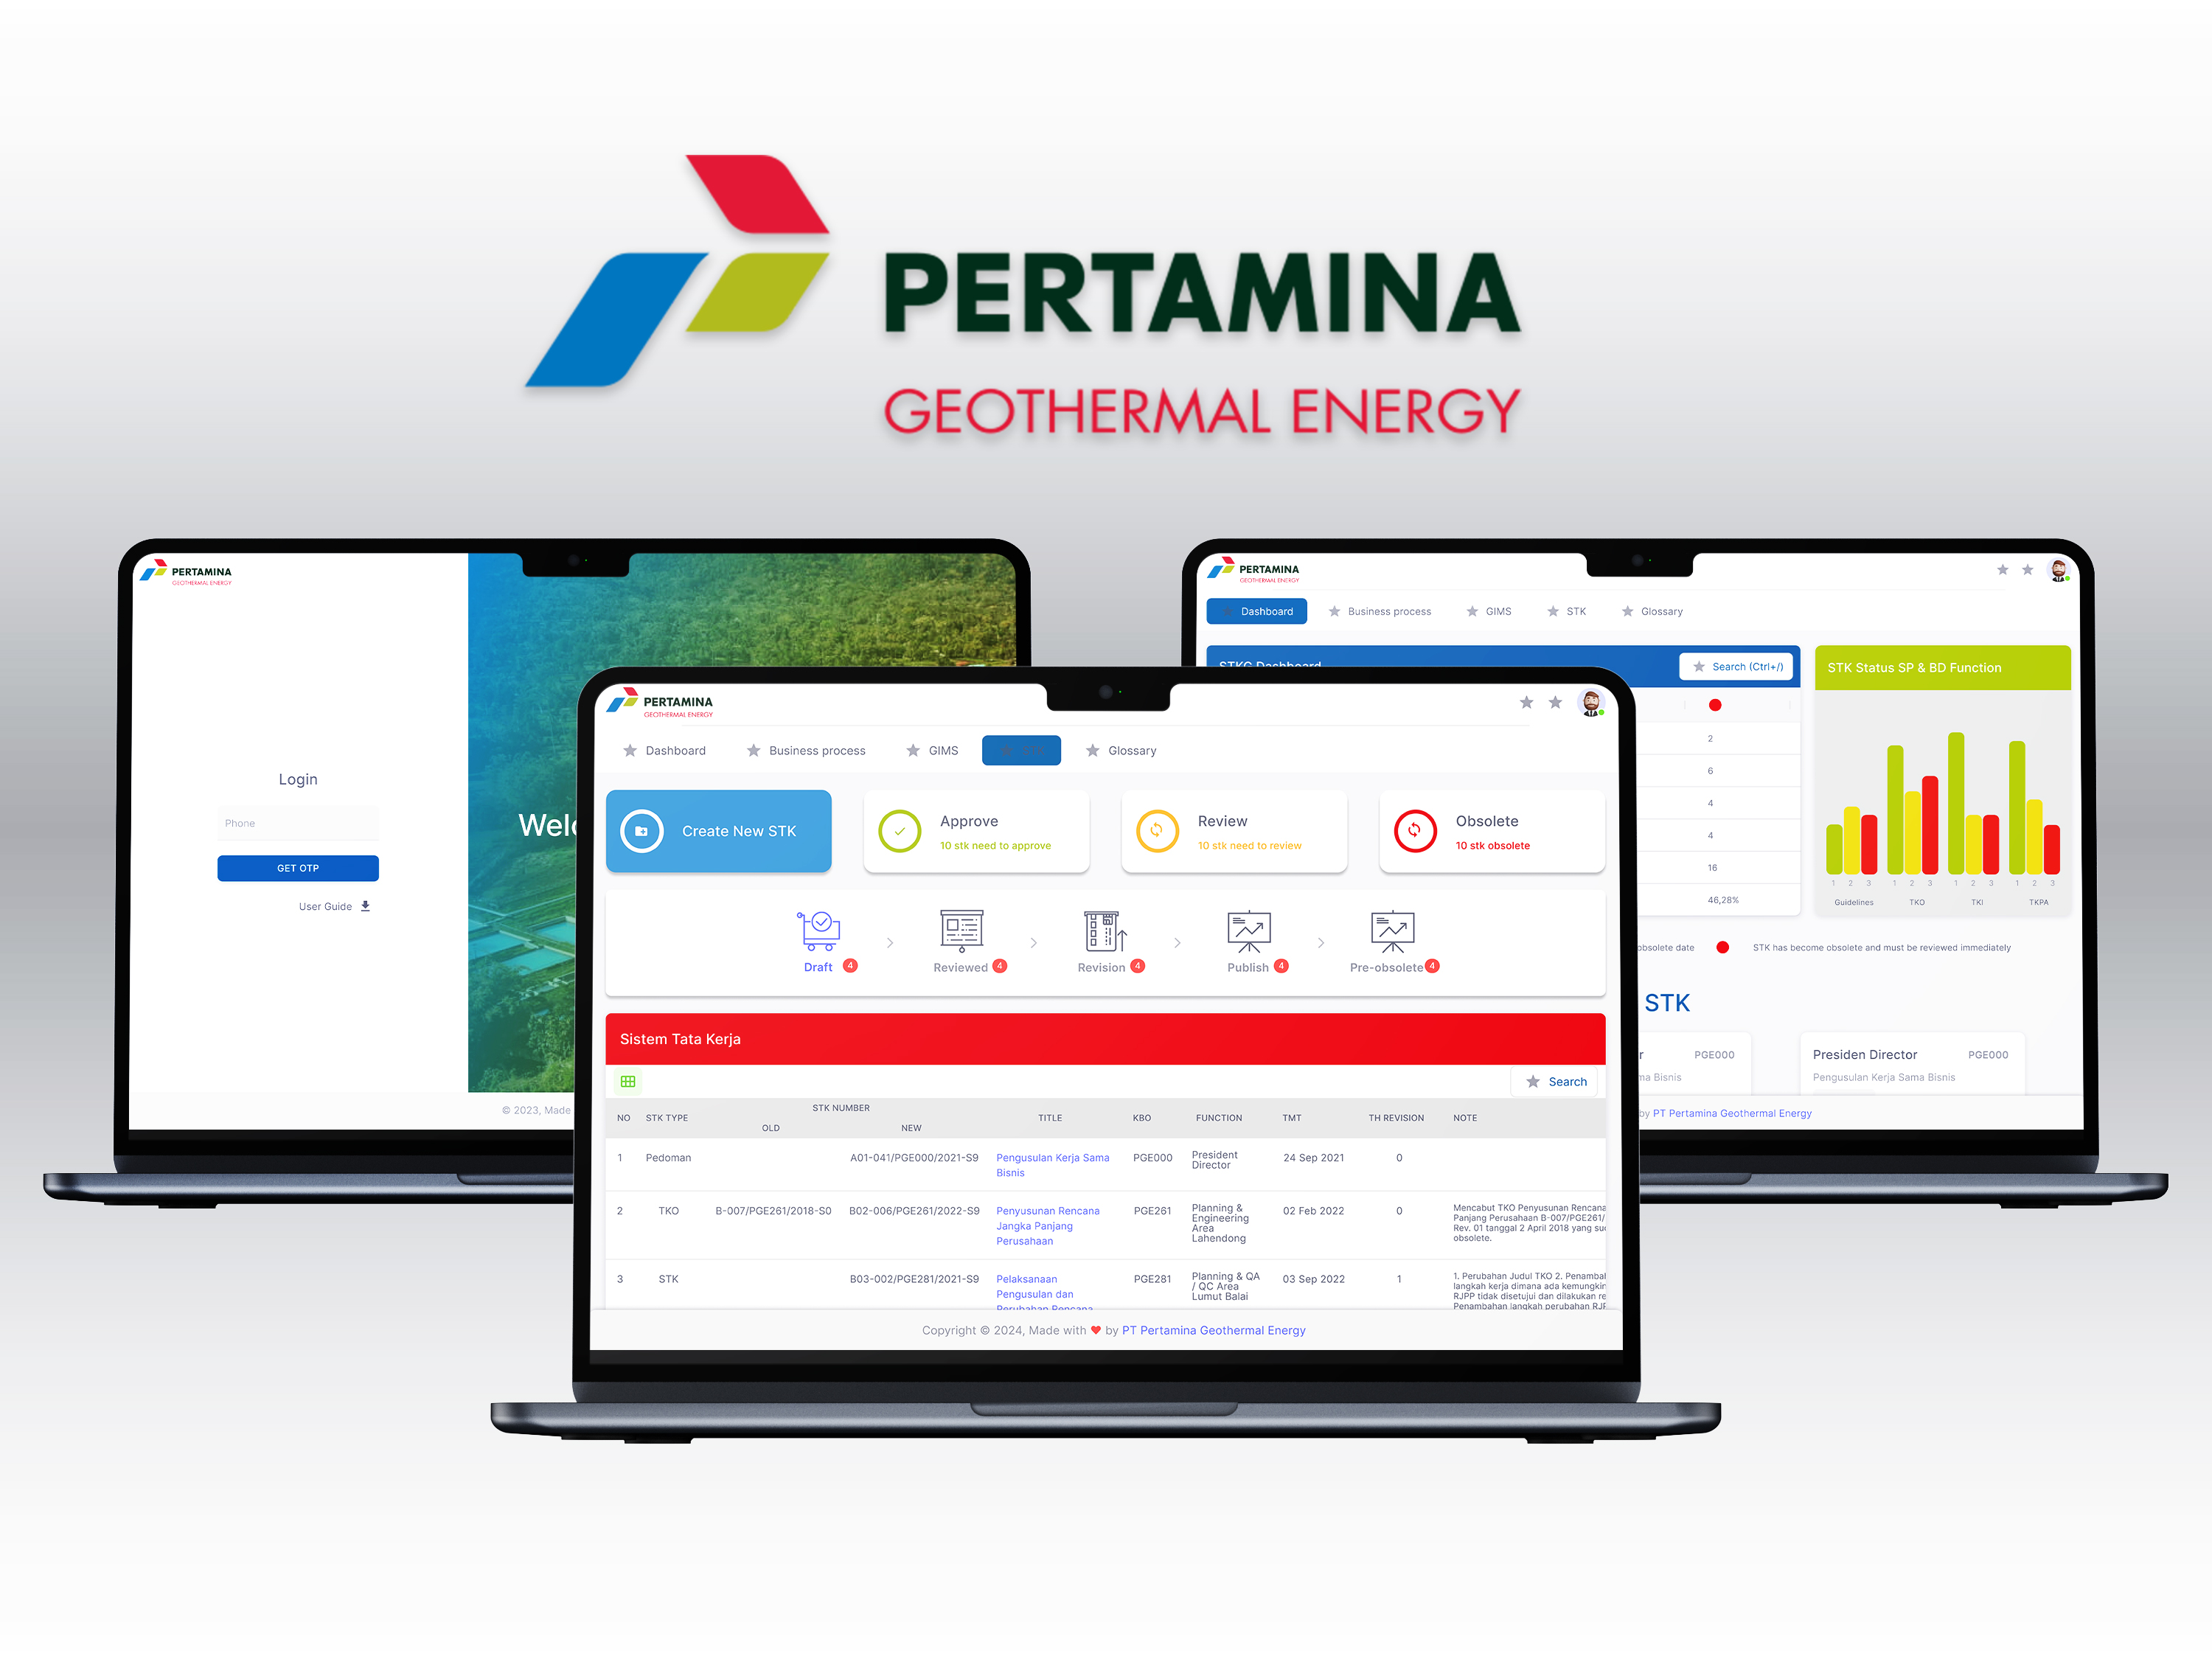 PERTAMINA
GEOTHERMAL ENERGY
PERTAMINA
GEOTHERMAL ENERGY
Login
Phone
GET OTP
User Guide
© 2023, Made
PERTAMINA
GEOTHERMAL ENERGY
Dashboard
Business process
GIMS
STK
Glossary
STKG Dashboard
Search (Ctrl+/)
2
6
4
4
16
46,28%
STK Status SP & BD Function
1 2 3 1 2 3 1 2 3 1 2 3
Guidelines TKO TKI TKPA
obsolete date
STK has become obsolete and must be reviewed immediately
STK
PGE000
Presiden Director PGE000
Pengusulan Kerja Sama Bisnis
by PT Pertamina Geothermal Energy
PERTAMINA
GEOTHERMAL ENERGY
Dashboard
Business process
GIMS
Glossary
Create New STK
Approve
10 stk need to approve
Review
10 stk need to review
Obsolete
10 stk obsolete
Draft 4
Reviewed 4
Revision 4
Publish 4
Pre-obsolete 4
Sistem Tata Kerja
Search
NO STK TYPE STK NUMBER TITLE KBO FUNCTION TMT TH REVISION NOTE
OLD NEW
1 Pedoman A01-041/PGE000/2021-S9 Pengusulan Kerja Sama PGE000 President 24 Sep 2021 0
Bisnis Director
2 TKO B-007/PGE261/2018-S0 B02-006/PGE261/2022-S9 Penyusunan Rencana PGE261 Planning & 02 Feb 2022 0 Mencabut TKO Penyusunan Rencana
Jangka Panjang Engineering Panjang Perusahaan B-007/PGE261/
Perusahaan Area Rev. 01 tanggal 2 April 2018 yang
Lahendong obsolete.
3 STK B03-002/PGE281/2021-S9 Pelaksanaan PGE281 Planning & QA 03 Sep 2022 1 1. Perubahan Judul TKO 2.
Pengusulan dan / QC Area langkah kerja dimana ada
Perubahan Rencana Lumut Balai RJPP tidak disetujui dan dilakukan
Penambahan langkah perubahan
Copyright © 2024, Made with ❤ by PT Pertamina Geothermal Energy